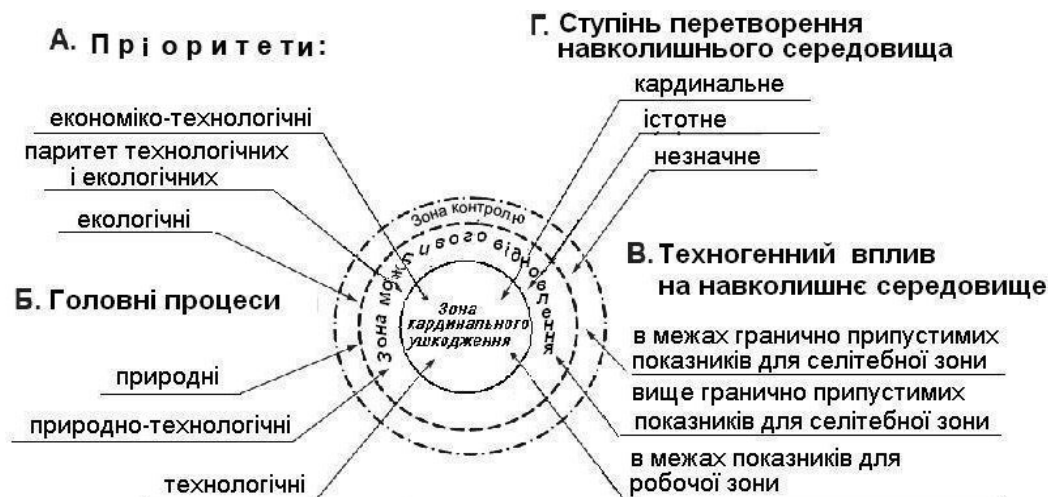 А. Пріоритети:
економіко-технологічні
паритет технологічних
і екологічних
екологічні
Б. Головні процеси
природні
природно-технологічні
технологічні
Зона контролю
Зона можливого відновлення
Зона
кардинального
ушкодження
Г. Ступінь перетворення
навколишнього середовища
кардинальне
істотне
незначне
В. Техногенний вплив
на навколишнє середовище
в межах гранично припустимих
показників для селітебної зони
вище гранично припустимих
показників для селітебної зони
в межах показників для
робочої зони